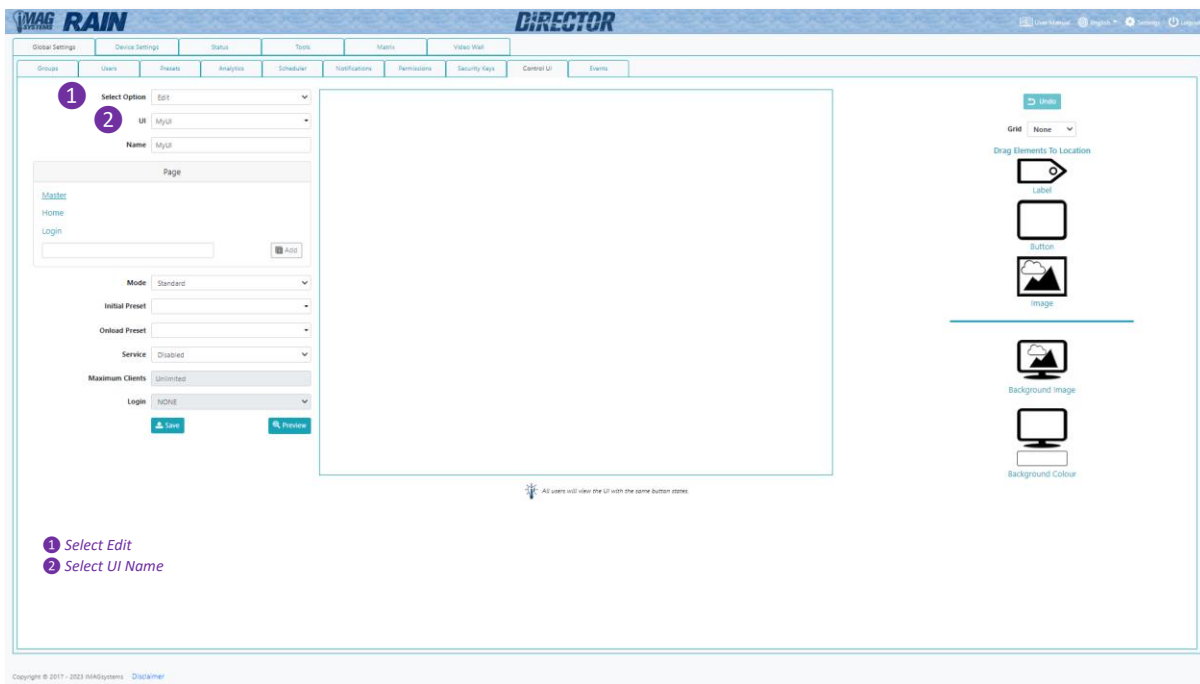 iMAG SYSTEMS RAIN DiRECTOR User Manual English Settings Logout
Global Settings Device Settings Status Tools Matrix Video Wall
Groups Users Presets Analytics Scheduler Notifications Permissions Security Keys Control UI Events
1 Select Option Edit
2 UI MyUI
Name MyUI
Page
Master
Home
Login
Add
Mode Standard
Initial Preset
Onload Preset
Service Disabled
Maximum Clients Unlimited
Login NONE
Save Preview
All users will view the UI with the same button states.
Undo
Grid None
Drag Elements To Location
Label
Button
Image
Background Image
Background Colour
1 Select Edit
2 Select UI Name
Copyright © 2017 - 2023 IMAGsystems Disclaimer